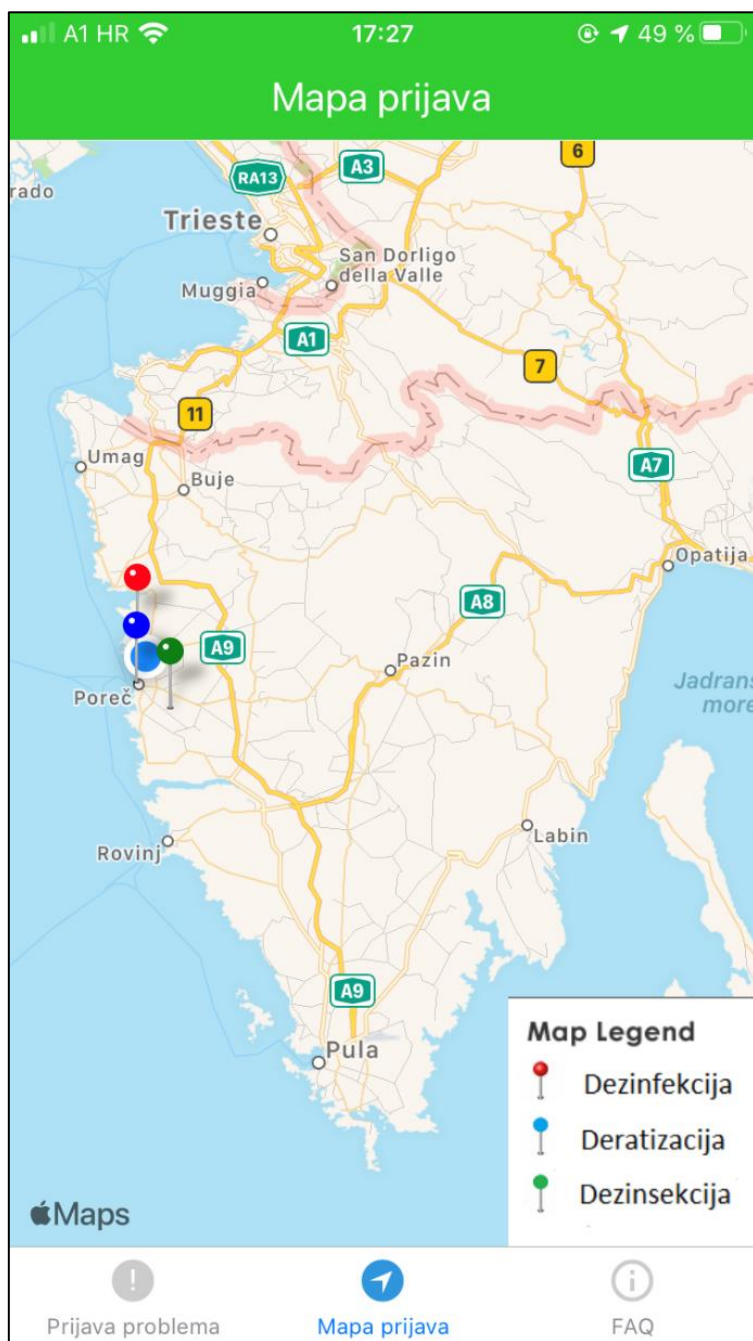 A1 HR 17:27 49 %
Mapa prijava
6
rado
RA13
A3
Trieste
San Dorligo
della Valle
Muggia
A1
7
11
Umag
Buje
A7
Opatija
A8
A9
Pazin
Poreč
Jadrans
more
Rovinj
Labin
A9
Pula
Map Legend
Dezinfekcija
Deratizacija
Dezinsekcija
Maps
Prijava problema Mapa prijava FAQ